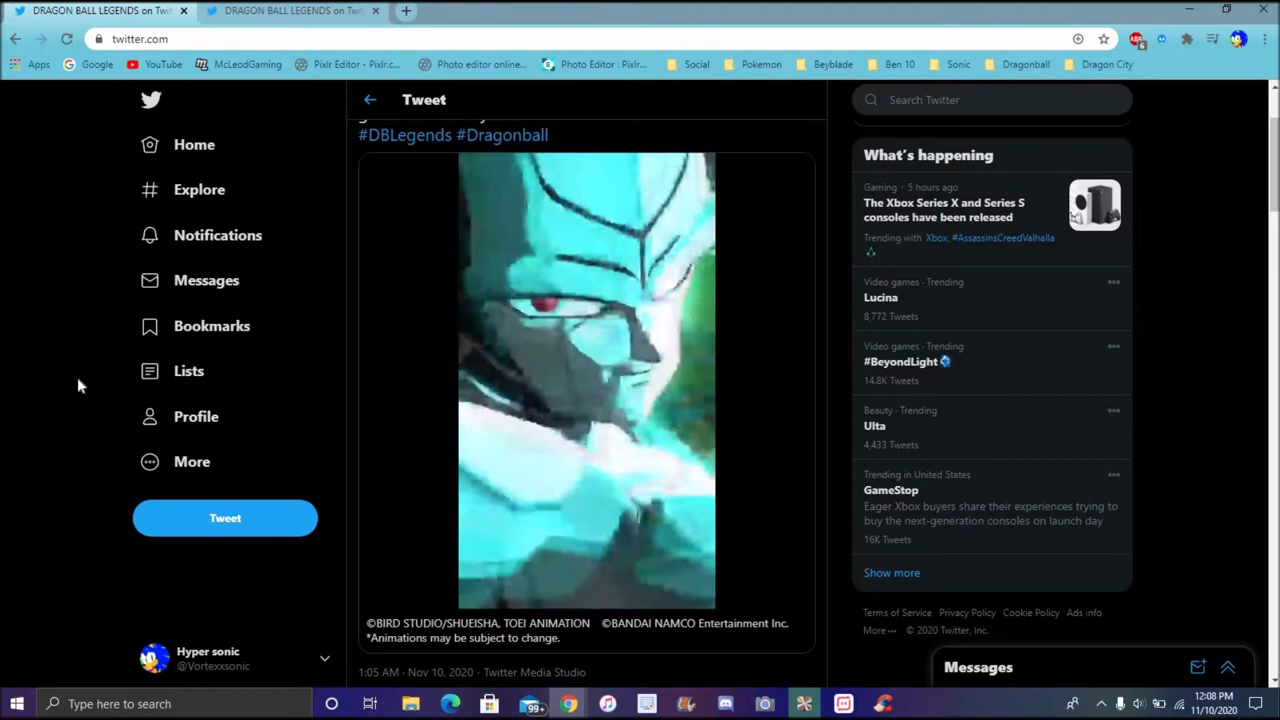 DRAGON BALL LEGENDS on Twit
DRAGON BALL LEGENDS on Twit
twitter.com
6
Apps
Google
YouTube
McLeodGaming
Pixlr Editor - Pixlr.c...
Photo editor online...
Photo Editor : Pixlr...
Social
Pokemon
Beyblade
Ben 10
Sonic
Dragonball
Dragon City
Home
Explore
Notifications
Messages
Bookmarks
Lists
Profile
More
Tweet
Hyper sonic
@Vortexxsonic
Tweet
#DBLegends #Dragonball
©BIRD STUDIO/SHUEISHA, TOEI ANIMATION ©BANDAI NAMCO Entertainment Inc.
*Animations may be subject to change.
1:05 AM · Nov 10, 2020 · Twitter Media Studio
Search Twitter
What's happening
Gaming · 5 hours ago
The Xbox Series X and Series S
consoles have been released
Trending with Xbox, #AssassinsCreedValhalla
Video games · Trending
Lucina
8,772 Tweets
Video games · Trending
#BeyondLight
14.8K Tweets
Beauty · Trending
Ulta
4,433 Tweets
Trending in United States
GameStop
Eager Xbox buyers share their experiences trying to
buy the next-generation consoles on launch day
16K Tweets
Show more
Terms of Service Privacy Policy Cookie Policy Ads info
More © 2020 Twitter, Inc.
Messages
Type here to search
99+
12:08 PM
11/10/2020